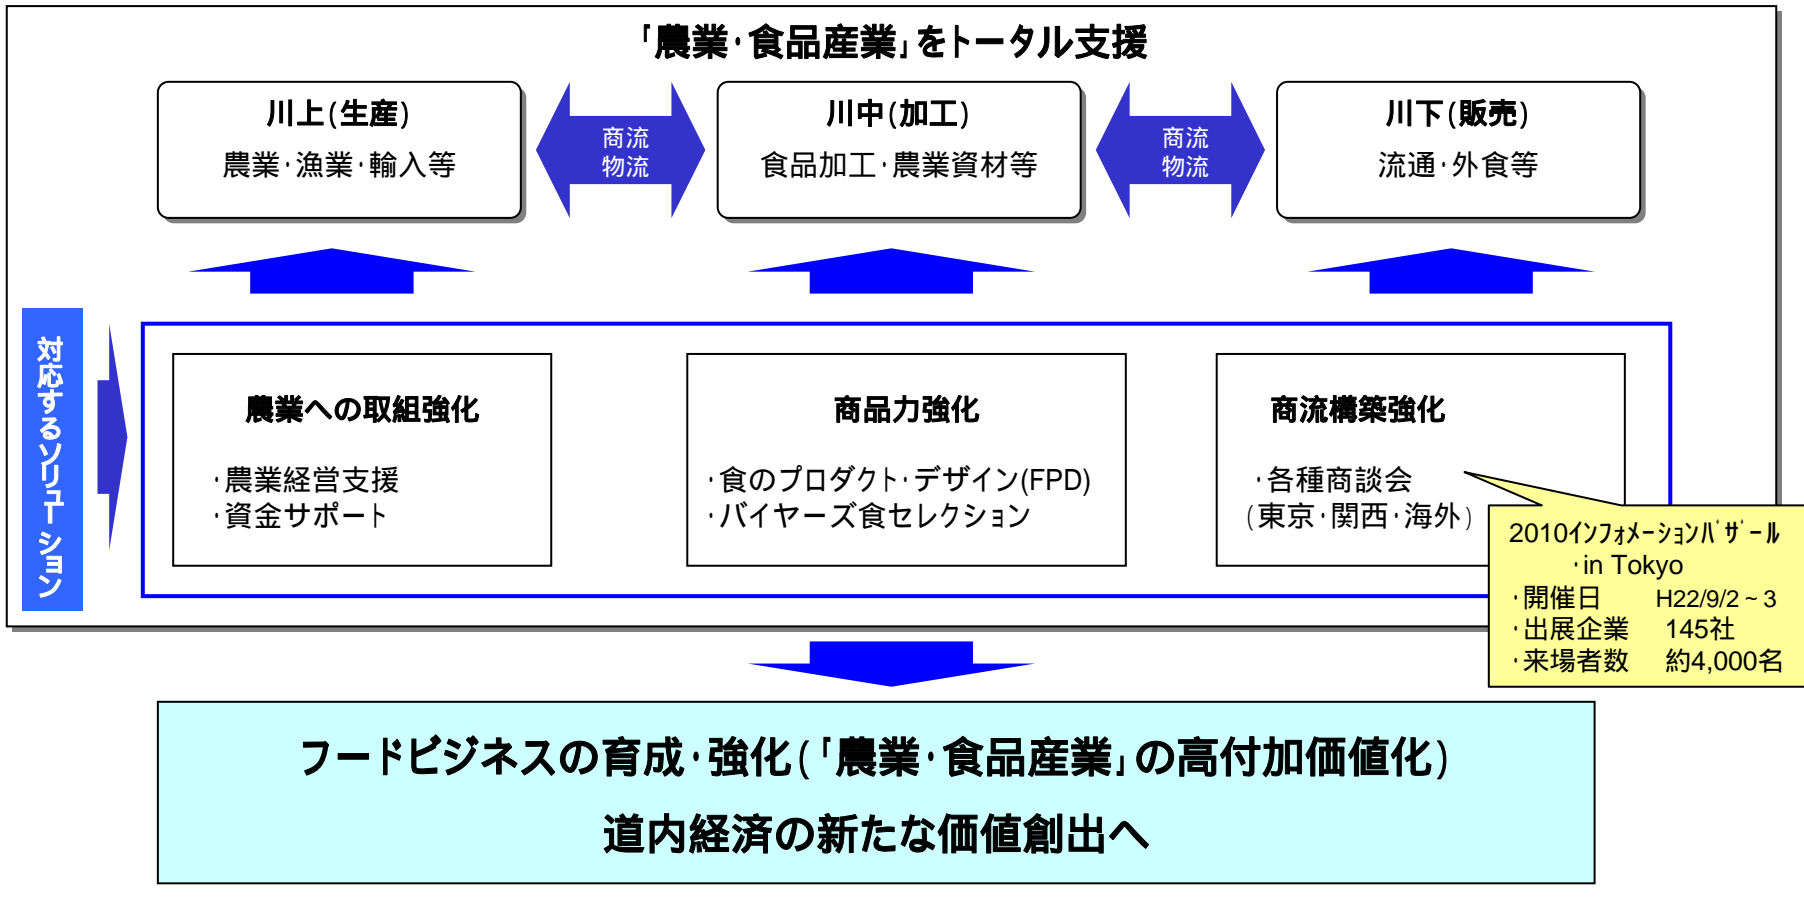 「農業・食品産業」をトータル支援
川上(生産)
農業・漁業・輸入等
商流
物流
川中(加工)
食品加工・農業資材等
商流
物流
川下(販売)
流通・外食等
対応するソリューション
農業への取組強化
・農業経営支援
・資金サポート
商品力強化
・食のプロダクト・デザイン(FPD)
・バイヤーズ食セレクション
商流構築強化
・各種商談会
(東京・関西・海外)
2010インフォメーションバザール
・in Tokyo
・開催日 H22/9/2~3
・出展企業 145社
・来場者数 約4,000名
フードビジネスの育成・強化(「農業・食品産業」の高付加価値化)
道内経済の新たな価値創出へ